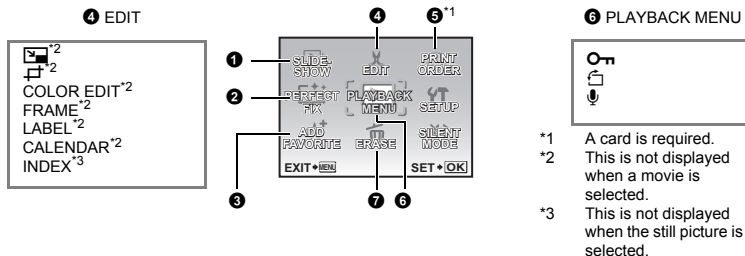 ❹ EDIT
*2
*2
COLOR EDIT*2
FRAME*2
LABEL*2
CALENDAR*2
INDEX*3
❹ ❺*1
❶ SLIDE-SHOW EDIT PRINT ORDER
❷ PERFECT FIX PLAYBACK MENU SETUP
ADD FAVORITE ERASE SILENT MODE
EXIT MENU SET OK
❸ ❼ ❻
❻ PLAYBACK MENU
*1 A card is required.
*2 This is not displayed
when a movie is
selected.
*3 This is not displayed
when the still picture is
selected.